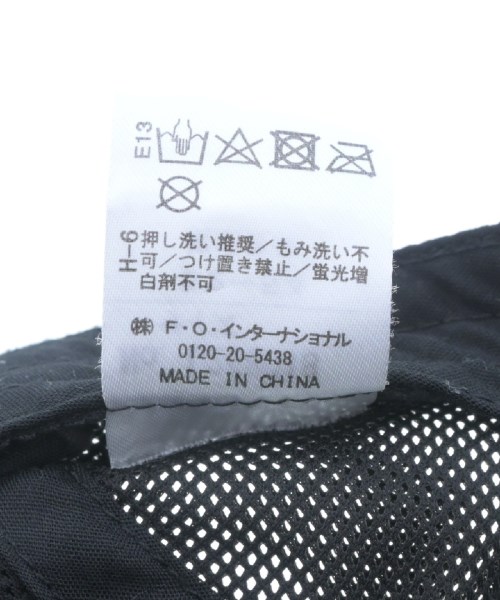 E13
H-6
押し洗い推奨/もみ洗い不
可/つけ置き禁止/蛍光増
白剤不可
㈱ F・O・インターナショナル
0120-20-5438
MADE IN CHINA